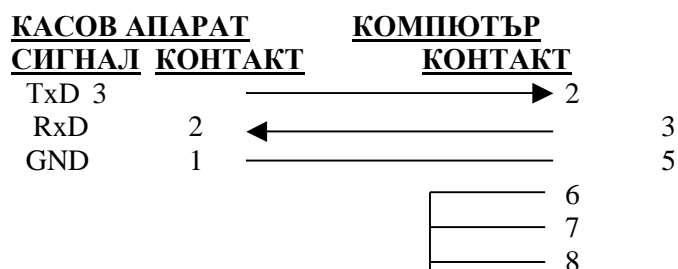 КАСОВ АПАРАТ КОМПЮТЪР
СИГНАЛ КОНТАКТ КОНТАКТ
TxD 3 2
RxD 2 3
GND 1 5
6
7
8